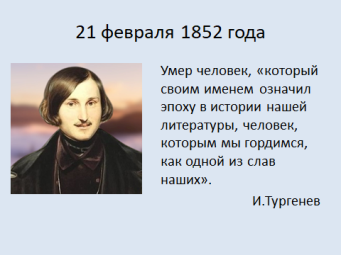 21 февраля 1852 года
Умер человек, «который
своим именем означил
эпоху в истории нашей
литературы, человек,
которым мы гордимся,
как одной из слав
наших».
И.Тургенев